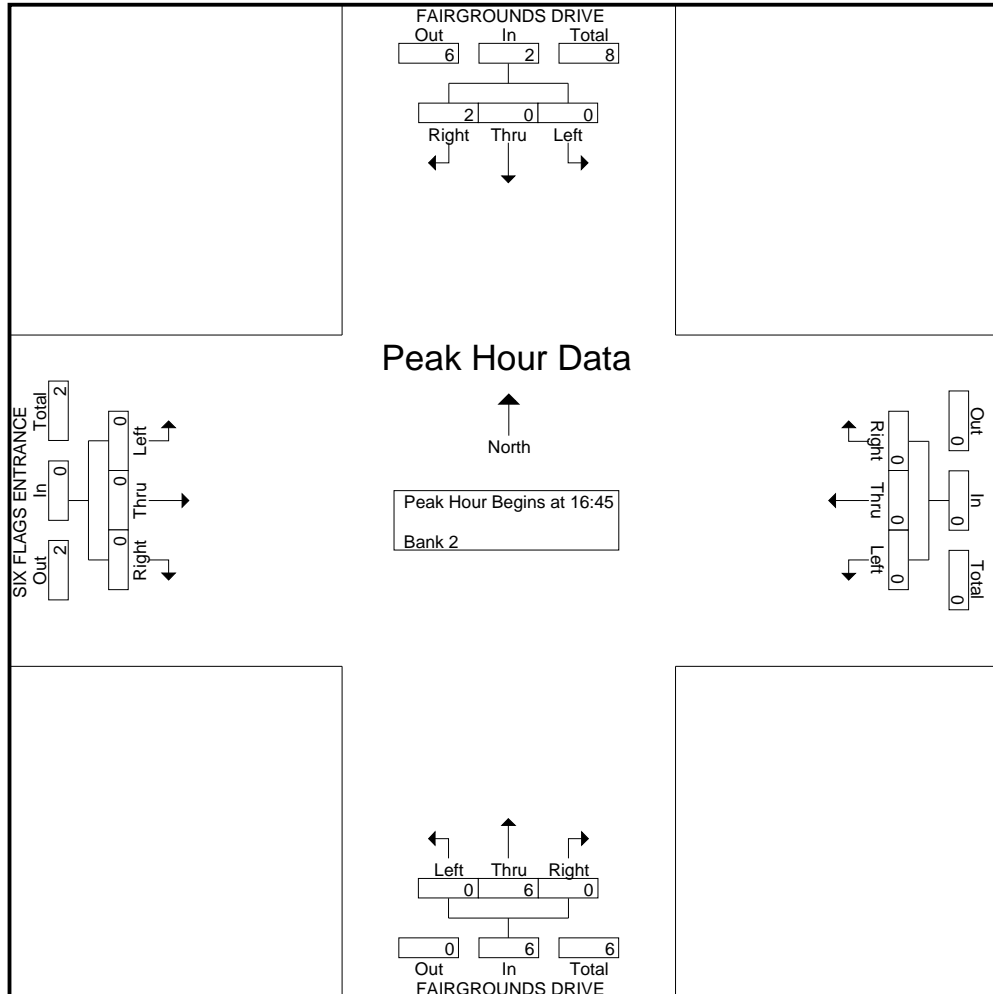 FAIRGROUNDS DRIVE
Out In Total
6 2 8
2 0 0
Right Thru Left
Peak Hour Data
North
Peak Hour Begins at 16:45
Bank 2
SIX FLAGS ENTRANCE
Out In Total
2 0 2
0 0 0
Right Thru Left
Out In Total
0 0 0
0 0 0
Right Thru Left
Left Thru Right
0 6 0
0 6 6
Out In Total
FAIRGROUNDS DRIVE